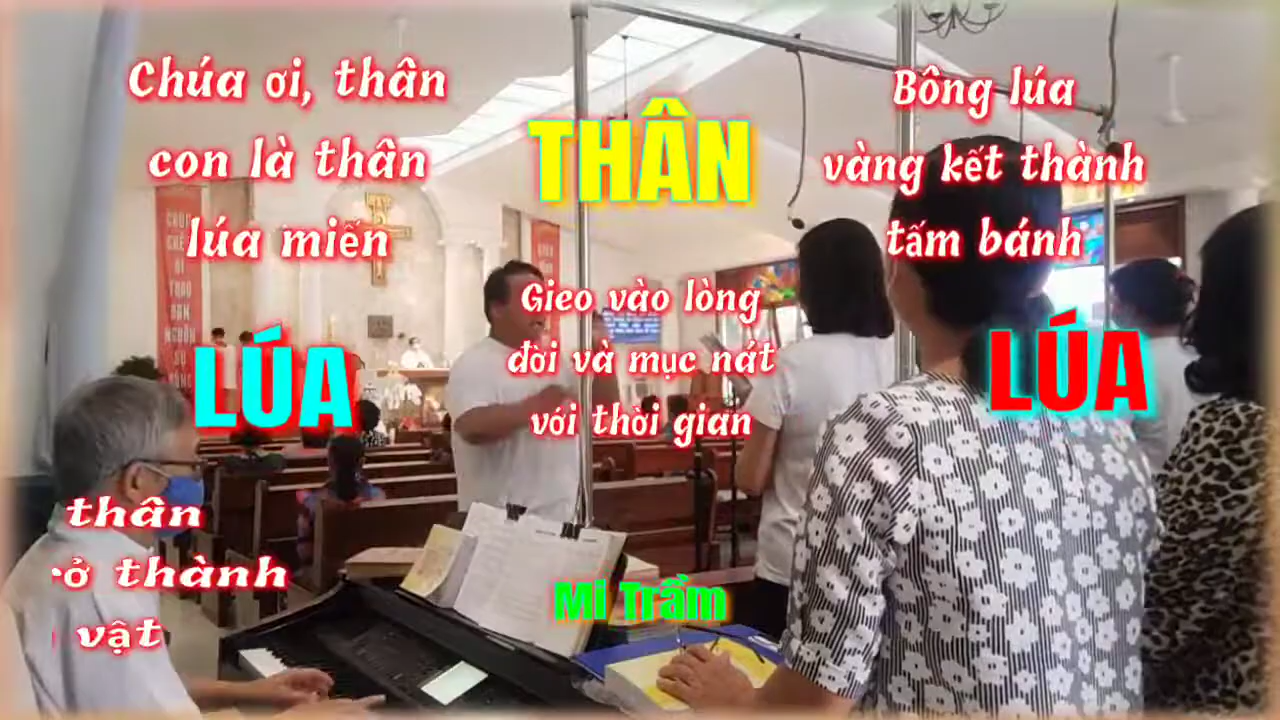 Chúa ơi, thân
con là thân
lúa miến
THÂN
Bông lúa
vàng kết thành
tấm bánh
LÚA
Gieo vào lòng
đời và mục nát
với thời gian
LÚA
thân
ở thành
vật
Mi Trầm
CHÚC